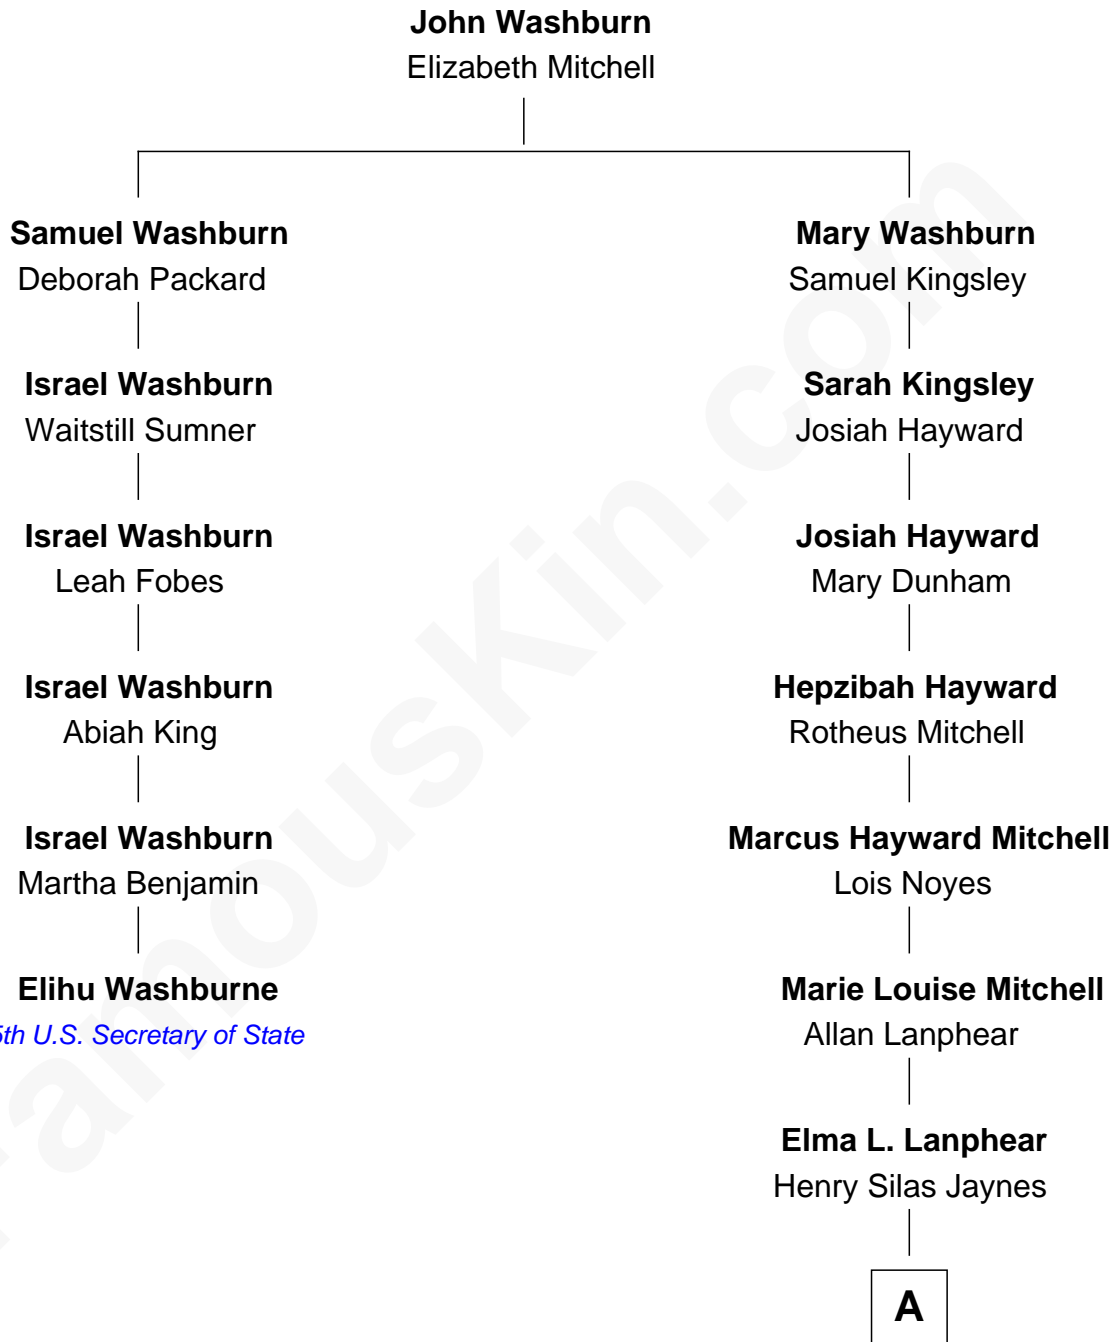 John Washburn
Elizabeth Mitchell
Samuel Washburn
Deborah Packard
Mary Washburn
Samuel Kingsley
Israel Washburn
Waitstill Sumner
Sarah Kingsley
Josiah Hayward
Israel Washburn
Leah Fobes
Josiah Hayward
Mary Dunham
Israel Washburn
Abiah King
Hepzibah Hayward
Rotheus Mitchell
Israel Washburn
Martha Benjamin
Marcus Hayward Mitchell
Lois Noyes
Elihu Washburne
5th U.S. Secretary of State
Marie Louise Mitchell
Allan Lanphear
Elma L. Lanphear
Henry Silas Jaynes
A
FamousKin.com